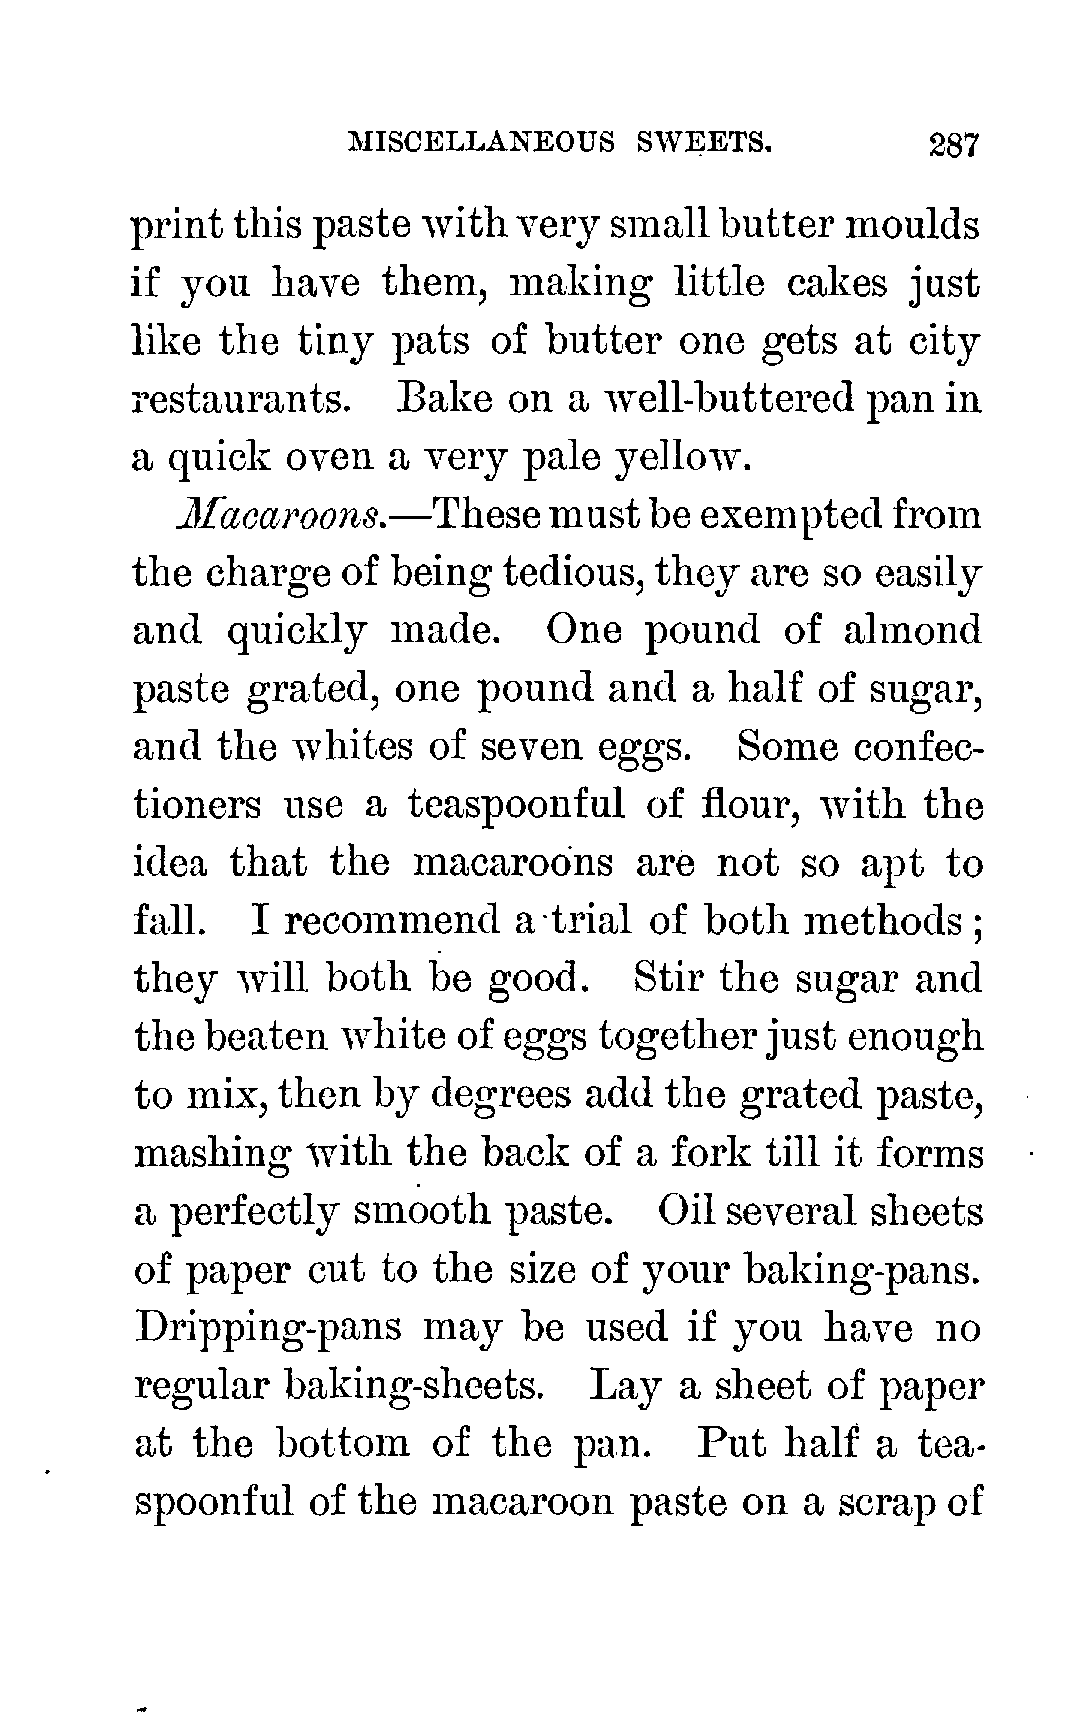 MISCELLANEOUS SWEETS. 287
print this paste with very small butter moulds
if you have them, making little cakes just
like the tiny pats of butter one gets at city
restaurants. Bake on a well-buttered pan in
a quick oven a very pale yellow.
Macaroons.—These must be exempted from
the charge of being tedious, they are so easily
and quickly made. One pound of almond
paste grated, one pound and a half of sugar,
and the whites of seven eggs. Some confec-
tioners use a teaspoonful of flour, with the
idea that the macaroons are not so apt to
fall. I recommend a trial of both methods;
they will both be good. Stir the sugar and
the beaten white of eggs together just enough
to mix, then by degrees add the grated paste,
mashing with the back of a fork till it forms
a perfectly smooth paste. Oil several sheets
of paper cut to the size of your baking-pans.
Dripping-pans may be used if you have no
regular baking-sheets. Lay a sheet of paper
at the bottom of the pan. Put half a tea-
spoonful of the macaroon paste on a scrap of